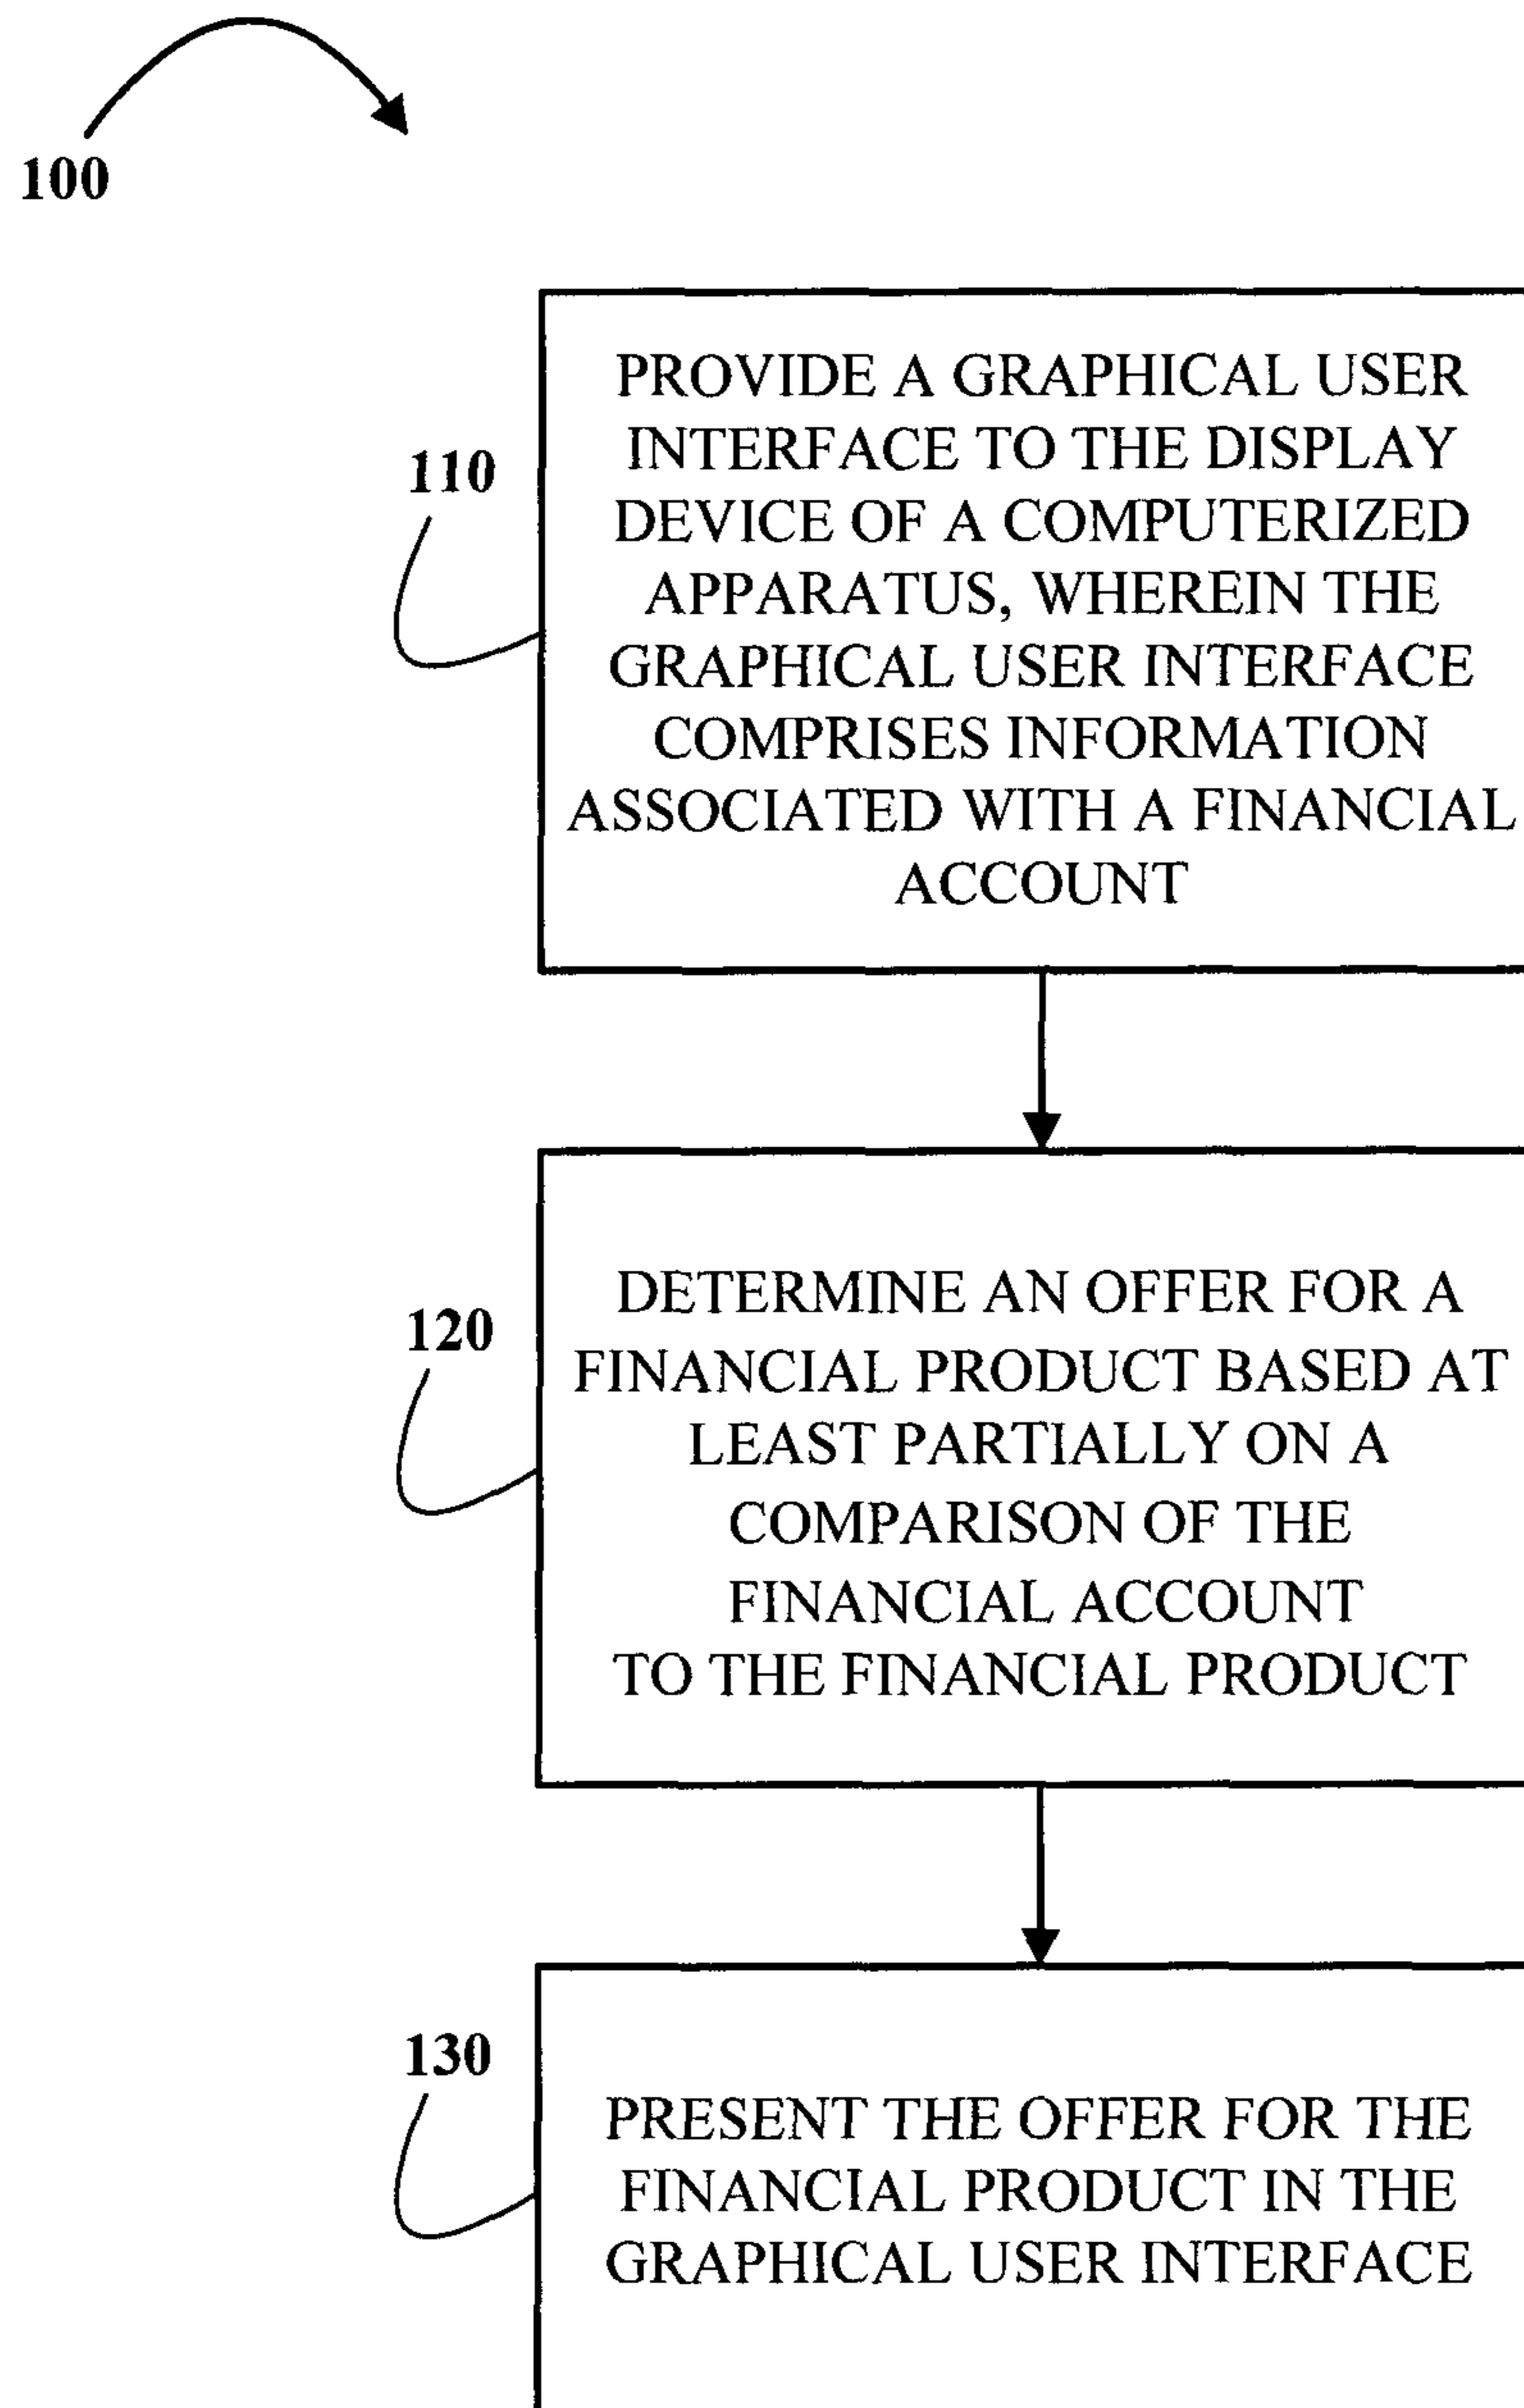 100
110
PROVIDE A GRAPHICAL USER
INTERFACE TO THE DISPLAY
DEVICE OF A COMPUTERIZED
APPARATUS, WHEREIN THE
GRAPHICAL USER INTERFACE
COMPRISES INFORMATION
ASSOCIATED WITH A FINANCIAL
ACCOUNT
120
DETERMINE AN OFFER FOR A
FINANCIAL PRODUCT BASED AT
LEAST PARTIALLY ON A
COMPARISON OF THE
FINANCIAL ACCOUNT
TO THE FINANCIAL PRODUCT
130
PRESENT THE OFFER FOR THE
FINANCIAL PRODUCT IN THE
GRAPHICAL USER INTERFACE